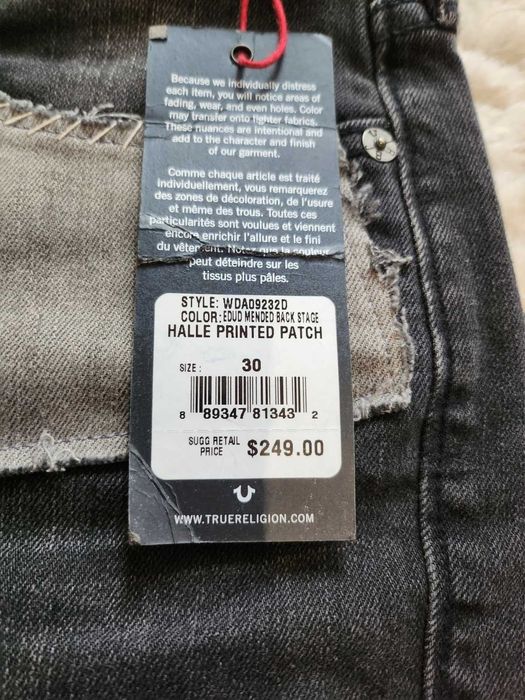 Because we individually distress
each item, you will notice areas of
fading, wear, and even holes. Color
may transfer onto lighter fabrics.
These nuances are intentional and
add to the character and finish
of our garment.
Comme chaque article est traité
individuellement, vous remarquerez
des zones de décoloration, de l'usure
et même des trous. Toutes ces
particularités sont voulues et viennent
encore enrichir l'allure et le fini
du vêtement. Notez que la couleur
peut déteindre sur les
tissus plus pâles.
STYLE: WDA09232D
COLOR: EDUD MENDED BACK STAGE
HALLE PRINTED PATCH
SIZE: 30
8 89347 81343 2
SUGG RETAIL
PRICE $249.00
WWW.TRUERELIGION.COM